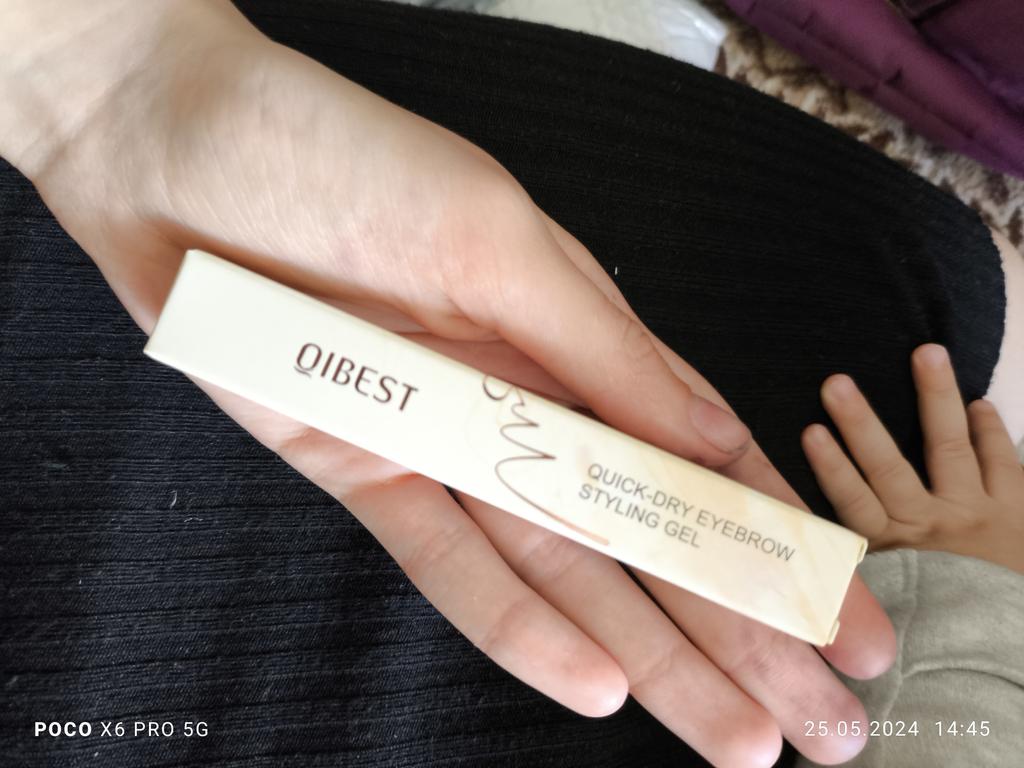 QIBEST
QUICK-DRY EYEBROW
STYLING GEL
POCO X6 PRO 5G
25.05.2024 14:45